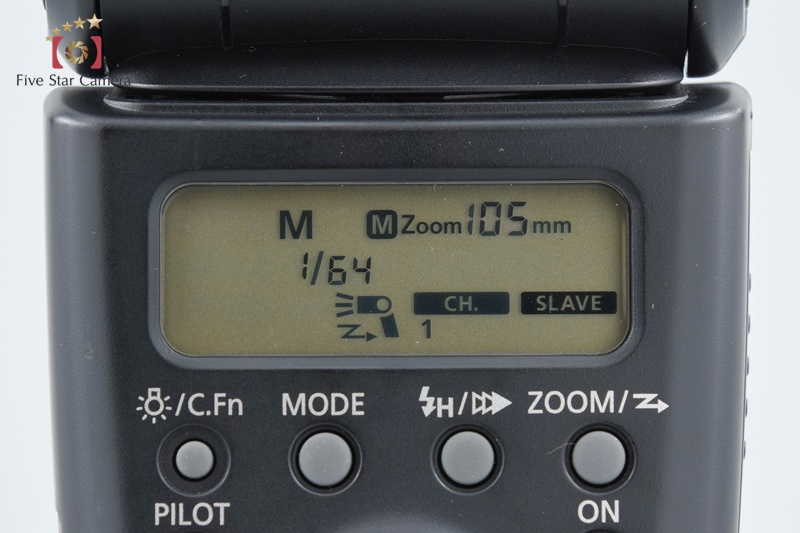 Five Star Camera
M M Zoom 105 mm
1/64
CH. SLAVE
1
/C.Fn MODE H/ ZOOM/
PILOT ON